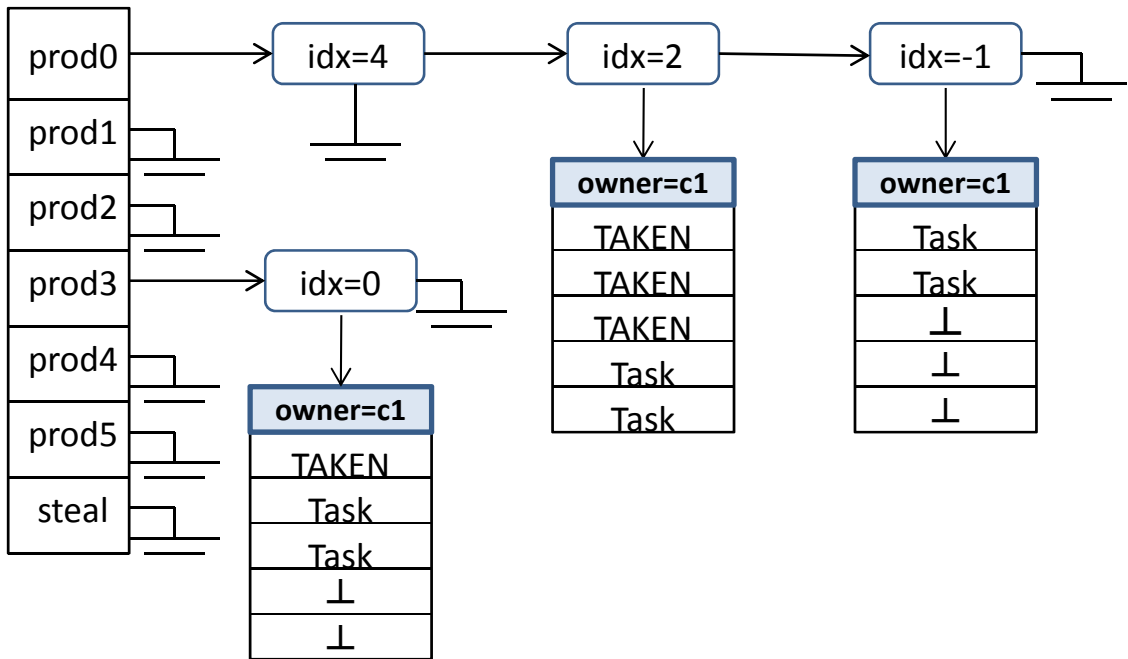 prod0
idx=4
idx=2
idx=-1
prod1
prod2
prod3
idx=0
prod4
prod5
steal
owner=c1
TAKEN
Task
Task
⊥
⊥
owner=c1
TAKEN
TAKEN
TAKEN
Task
Task
owner=c1
Task
Task
⊥
⊥
⊥